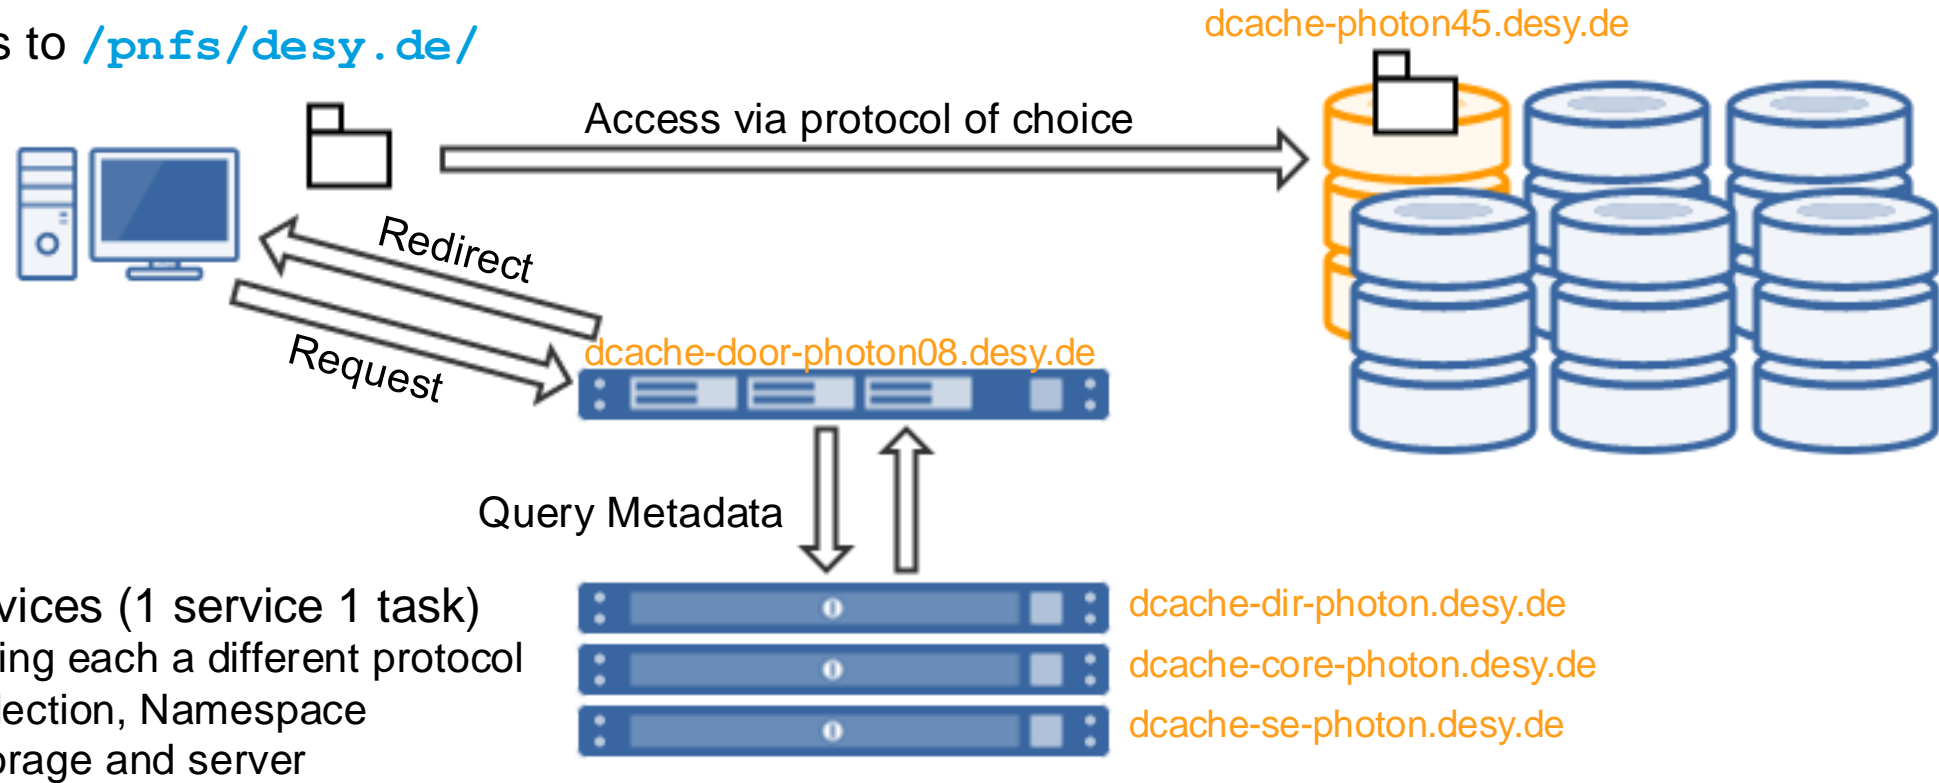 dcache-photon45.desy.de
s to /pnfs/desy.de/
Access via protocol of choice
Redirect
Request
dcache-door-photon08.desy.de
Query Metadata
vices (1 service 1 task)
ing each a different protocol
lection, Namespace
orage and server
dcache-dir-photon.desy.de
dcache-core-photon.desy.de
dcache-se-photon.desy.de